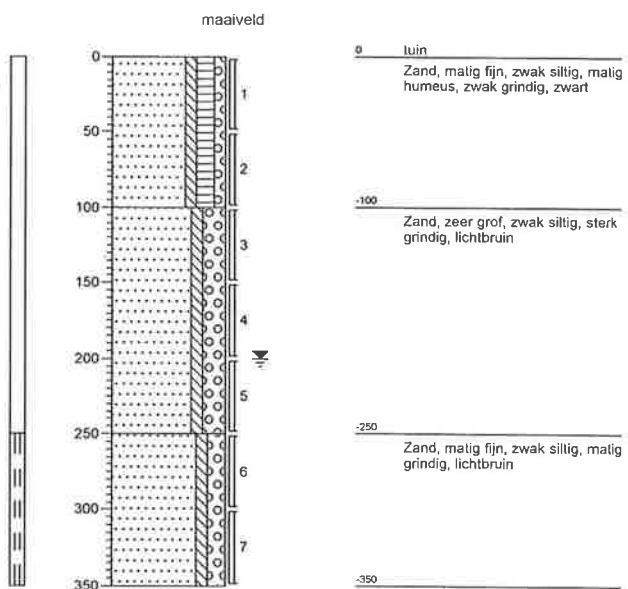 maaiveld
0
50
100
150
200
250
300
350
1
2
3
4
5
6
7
0 tuin
Zand, matig fijn, zwak siltig, matig
humeus, zwak grindig, zwart
-100
Zand, zeer grof, zwak siltig, sterk
grindig, lichtbruin
-250
Zand, matig fijn, zwak siltig, matig
grindig, lichtbruin
-350